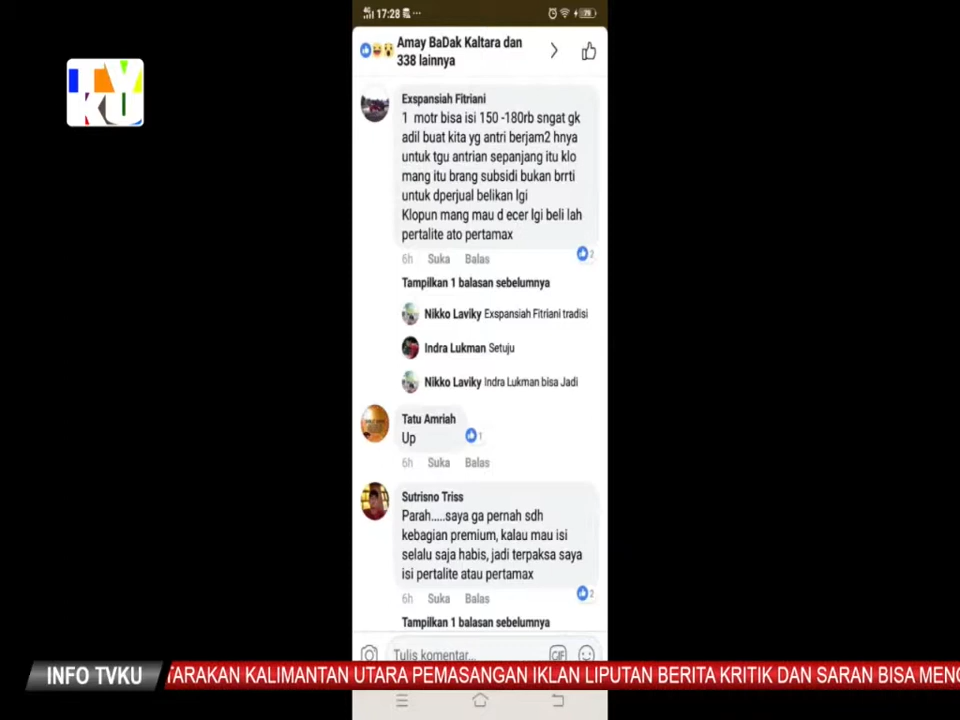 17:28
Amay BaDak Kaltara dan
338 lainnya
TVKU
Exspansiah Fitriani
1 motr bisa isi 150 -180rb sngat gk
adil buat kita yg antri berjam2 hnya
untuk tgu antrian sepanjang itu klo
mang itu brang subsidi bukan brrti
untuk dperjual belikan lgi
Klopun mang mau d ecer lgi beli lah
pertalite ato pertamax
6h Suka Balas 2
Tampilkan 1 balasan sebelumnya
Nikko Laviky Exspansiah Fitriani tradisi
Indra Lukman Setuju
Nikko Laviky Indra Lukman bisa Jadi
Tatu Amriah
Up
1
6h Suka Balas
Sutrisno Triss
Parah.....saya ga pernah sdh
kebagian premium, kalau mau isi
selalu saja habis, jadi terpaksa saya
isi pertalite atau pertamax
6h Suka Balas 2
Tampilkan 1 balasan sebelumnya
Tulis komentar... GIF
INFO TVKU TARAKAN KALIMANTAN UTARA PEMASANGAN IKLAN LIPUTAN BERITA KRITIK DAN SARAN BISA MENG